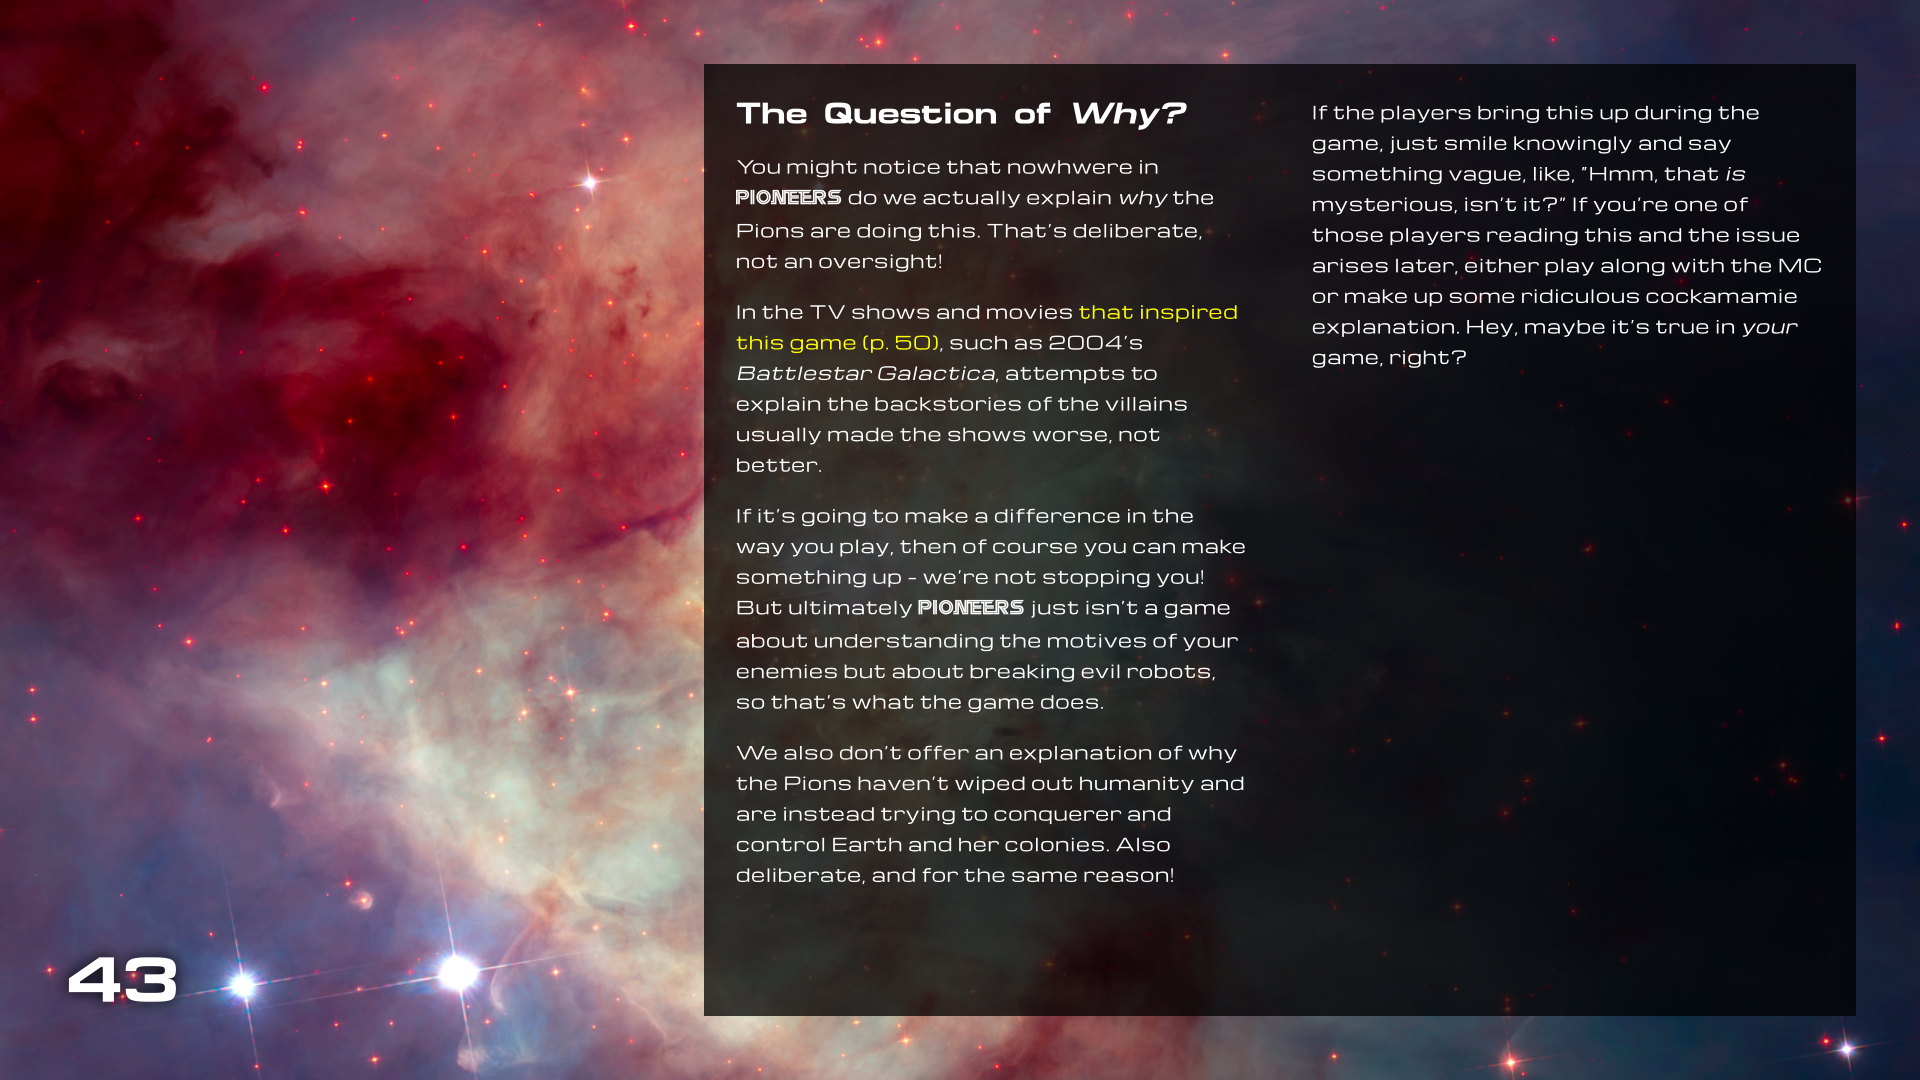 The Question of Why?
You might notice that nowhwere in
PIONEERS do we actually explain why the
Pions are doing this. That's deliberate,
not an oversight!
In the TV shows and movies that inspired
this game (p. 50), such as 2004's
Battlestar Galactica, attempts to
explain the backstories of the villains
usually made the shows worse, not
better.
If it's going to make a difference in the
way you play, then of course you can make
something up - we're not stopping you!
But ultimately PIONEERS just isn't a game
about understanding the motives of your
enemies but about breaking evil robots,
so that's what the game does.
We also don't offer an explanation of why
the Pions haven't wiped out humanity and
are instead trying to conquerer and
control Earth and her colonies. Also
deliberate, and for the same reason!
If the players bring this up during the
game, just smile knowingly and say
something vague, like, "Hmm, that is
mysterious, isn't it?" If you're one of
those players reading this and the issue
arises later, either play along with the MC
or make up some ridiculous cockamamie
explanation. Hey, maybe it's true in your
game, right?
43